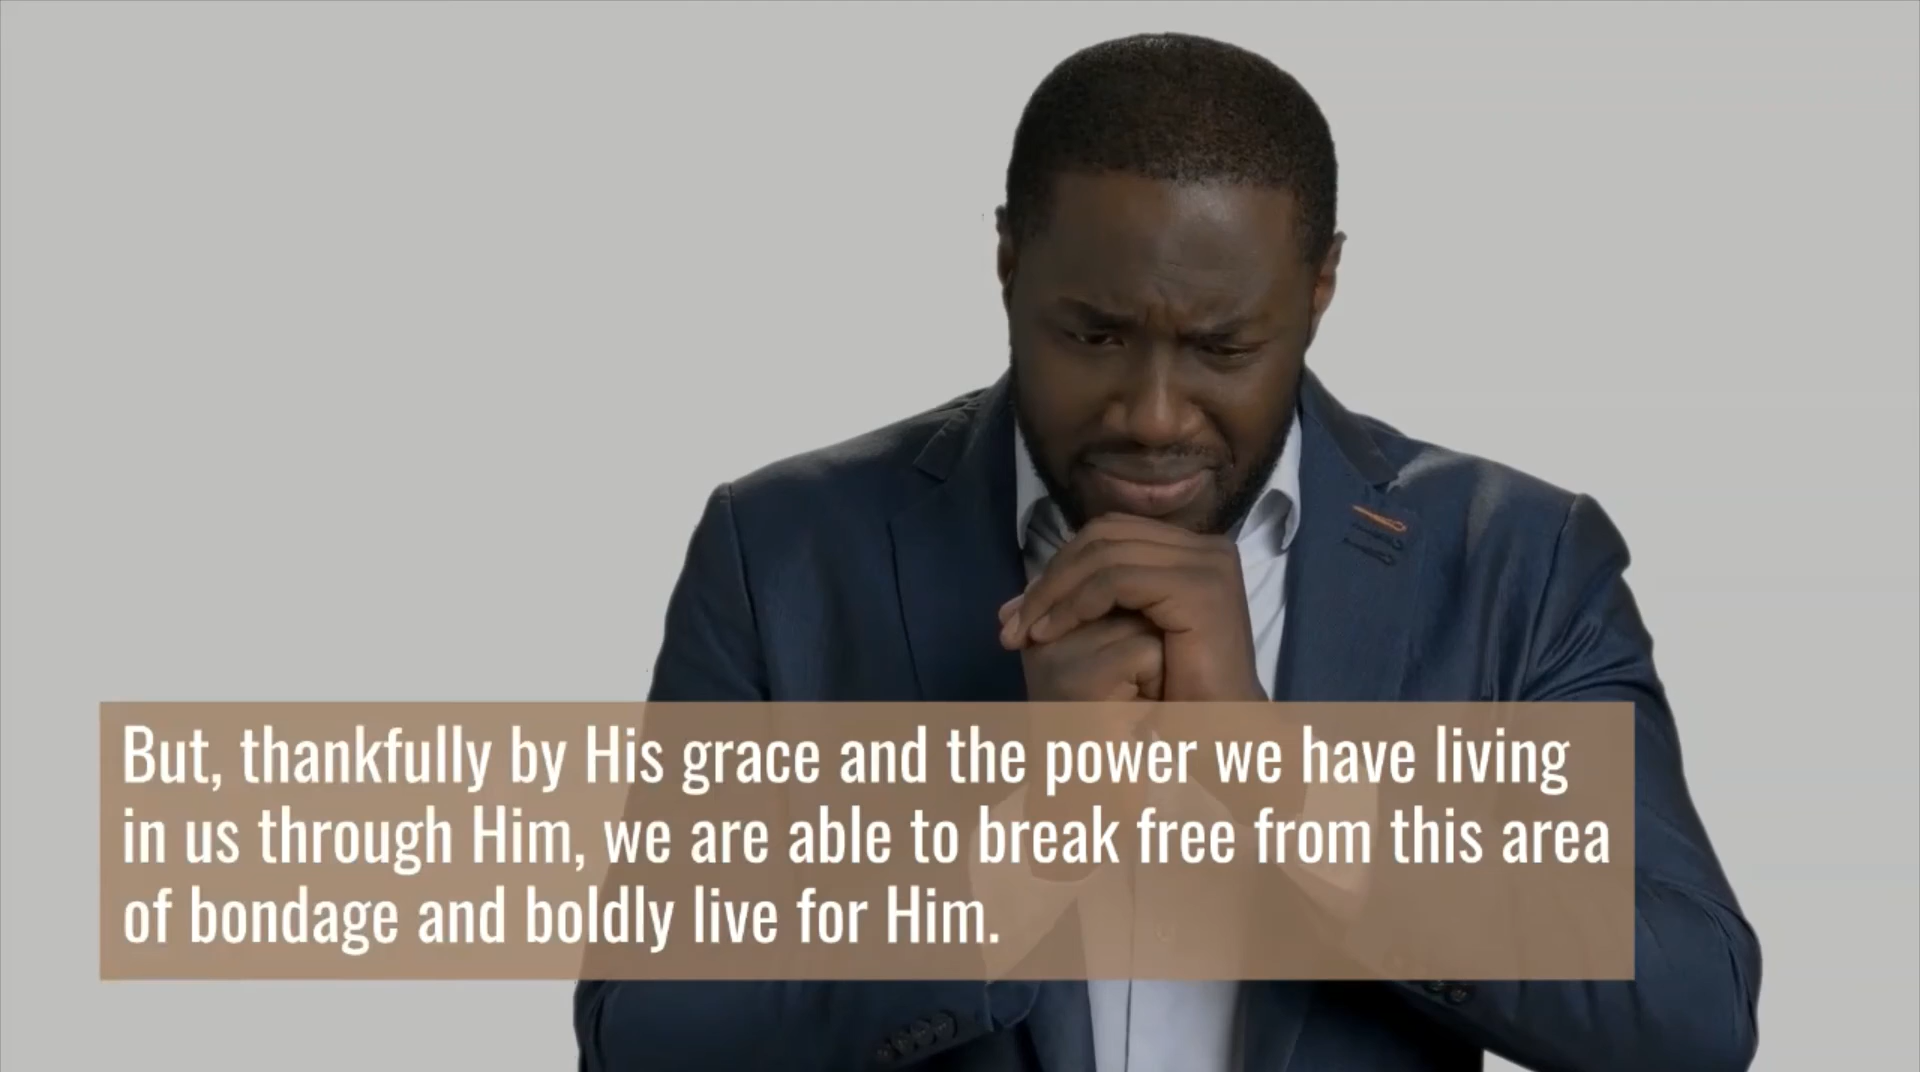 But, thankfully by His grace and the power we have living
in us through Him, we are able to break free from this area
of bondage and boldly live for Him.